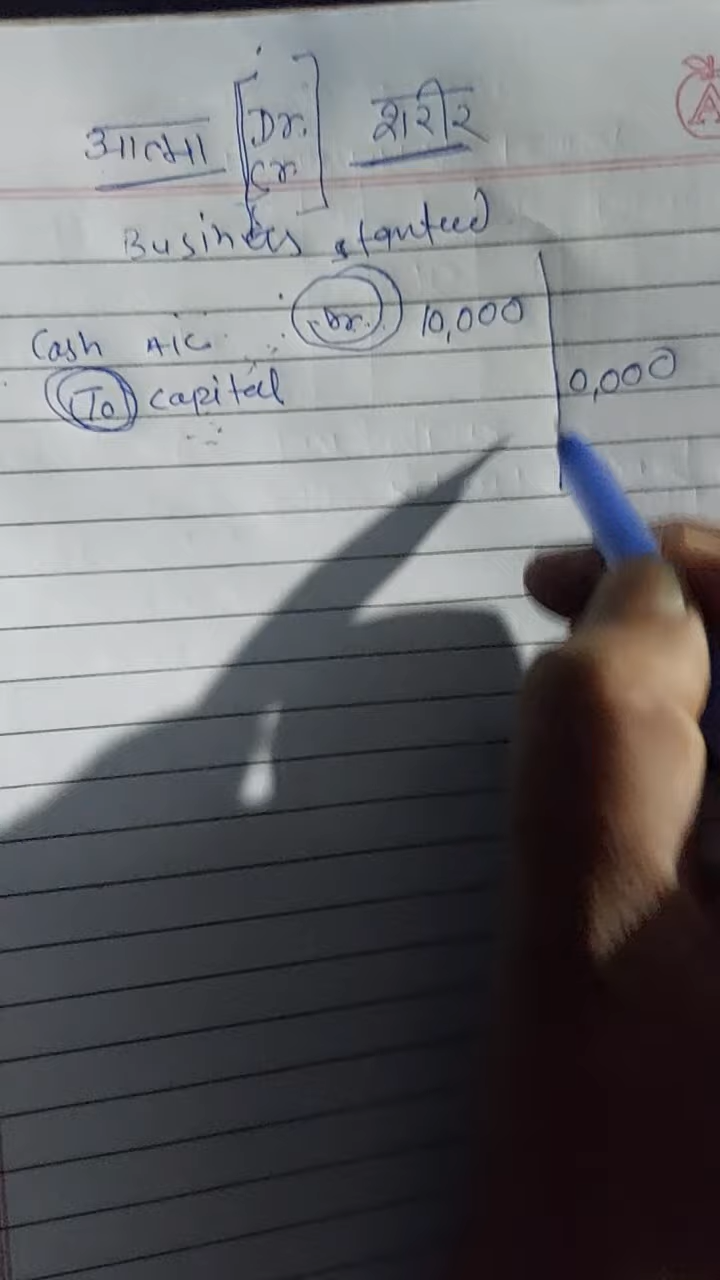 आत्मा [Dr. Cr] शरीर
Business started
Cash A/C. Dr. 10,000
To capital 0,000
A